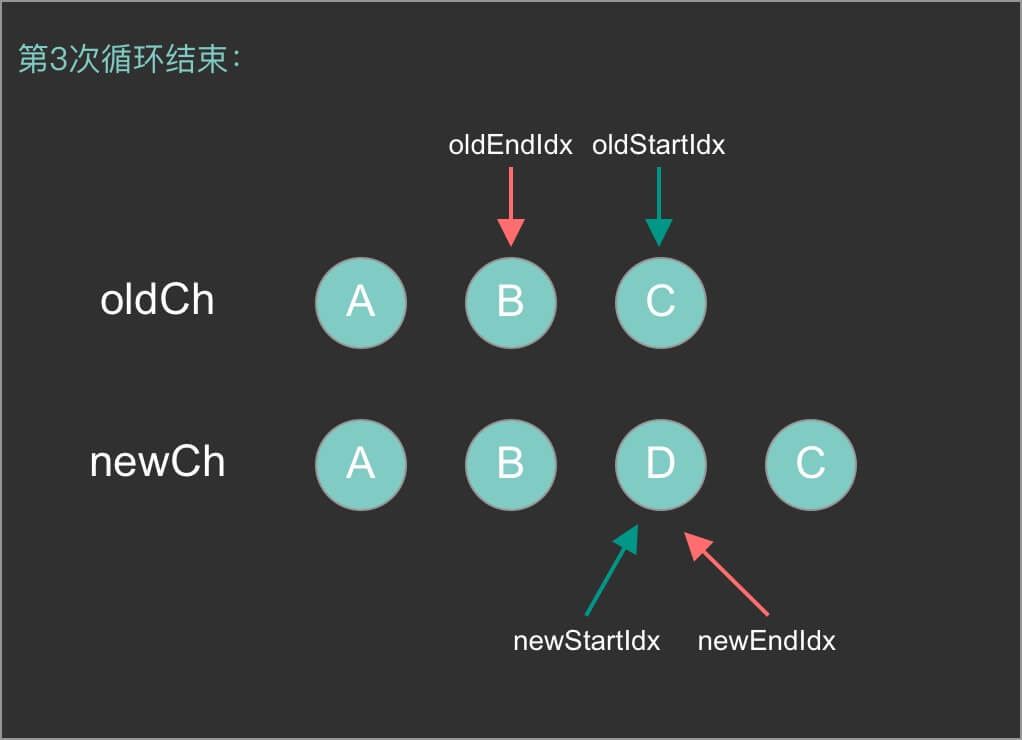 第3次循环结束：
oldEndIdx oldStartIdx
oldCh A B C
newCh A B D C
newStartIdx newEndIdx